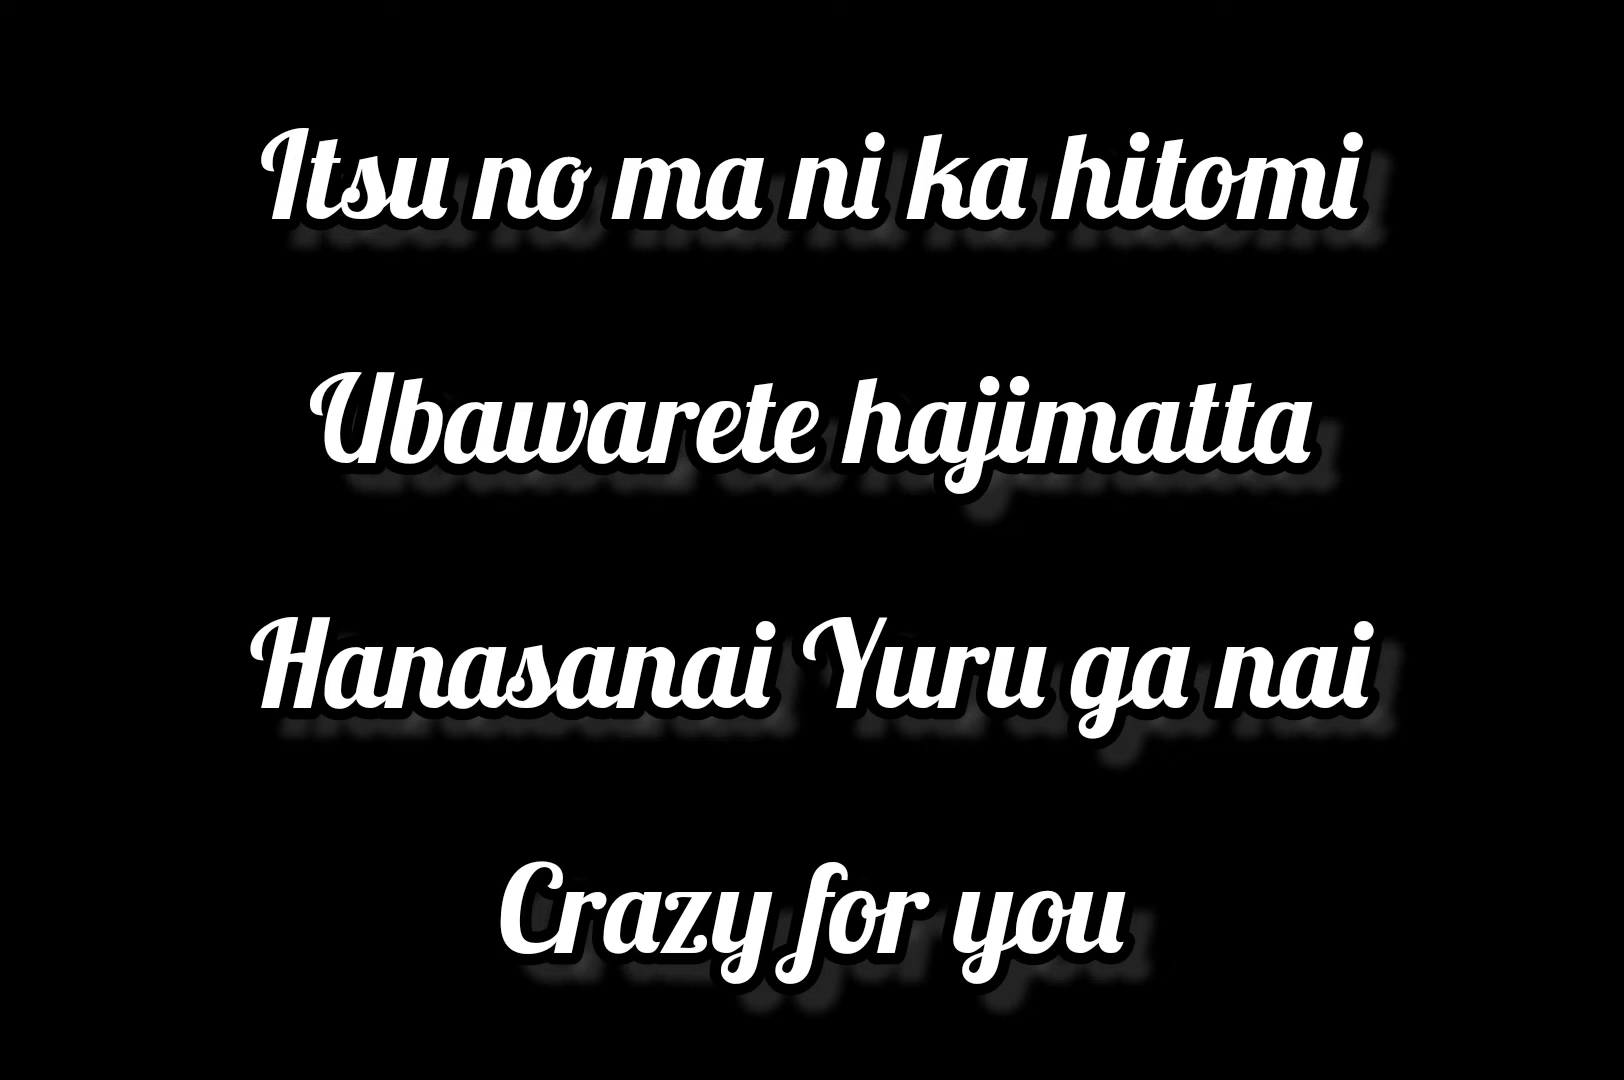 Itsu no ma ni ka hitomi
Ubawarete hajimatta
Hanasanai Yuru ga nai
Crazy for you